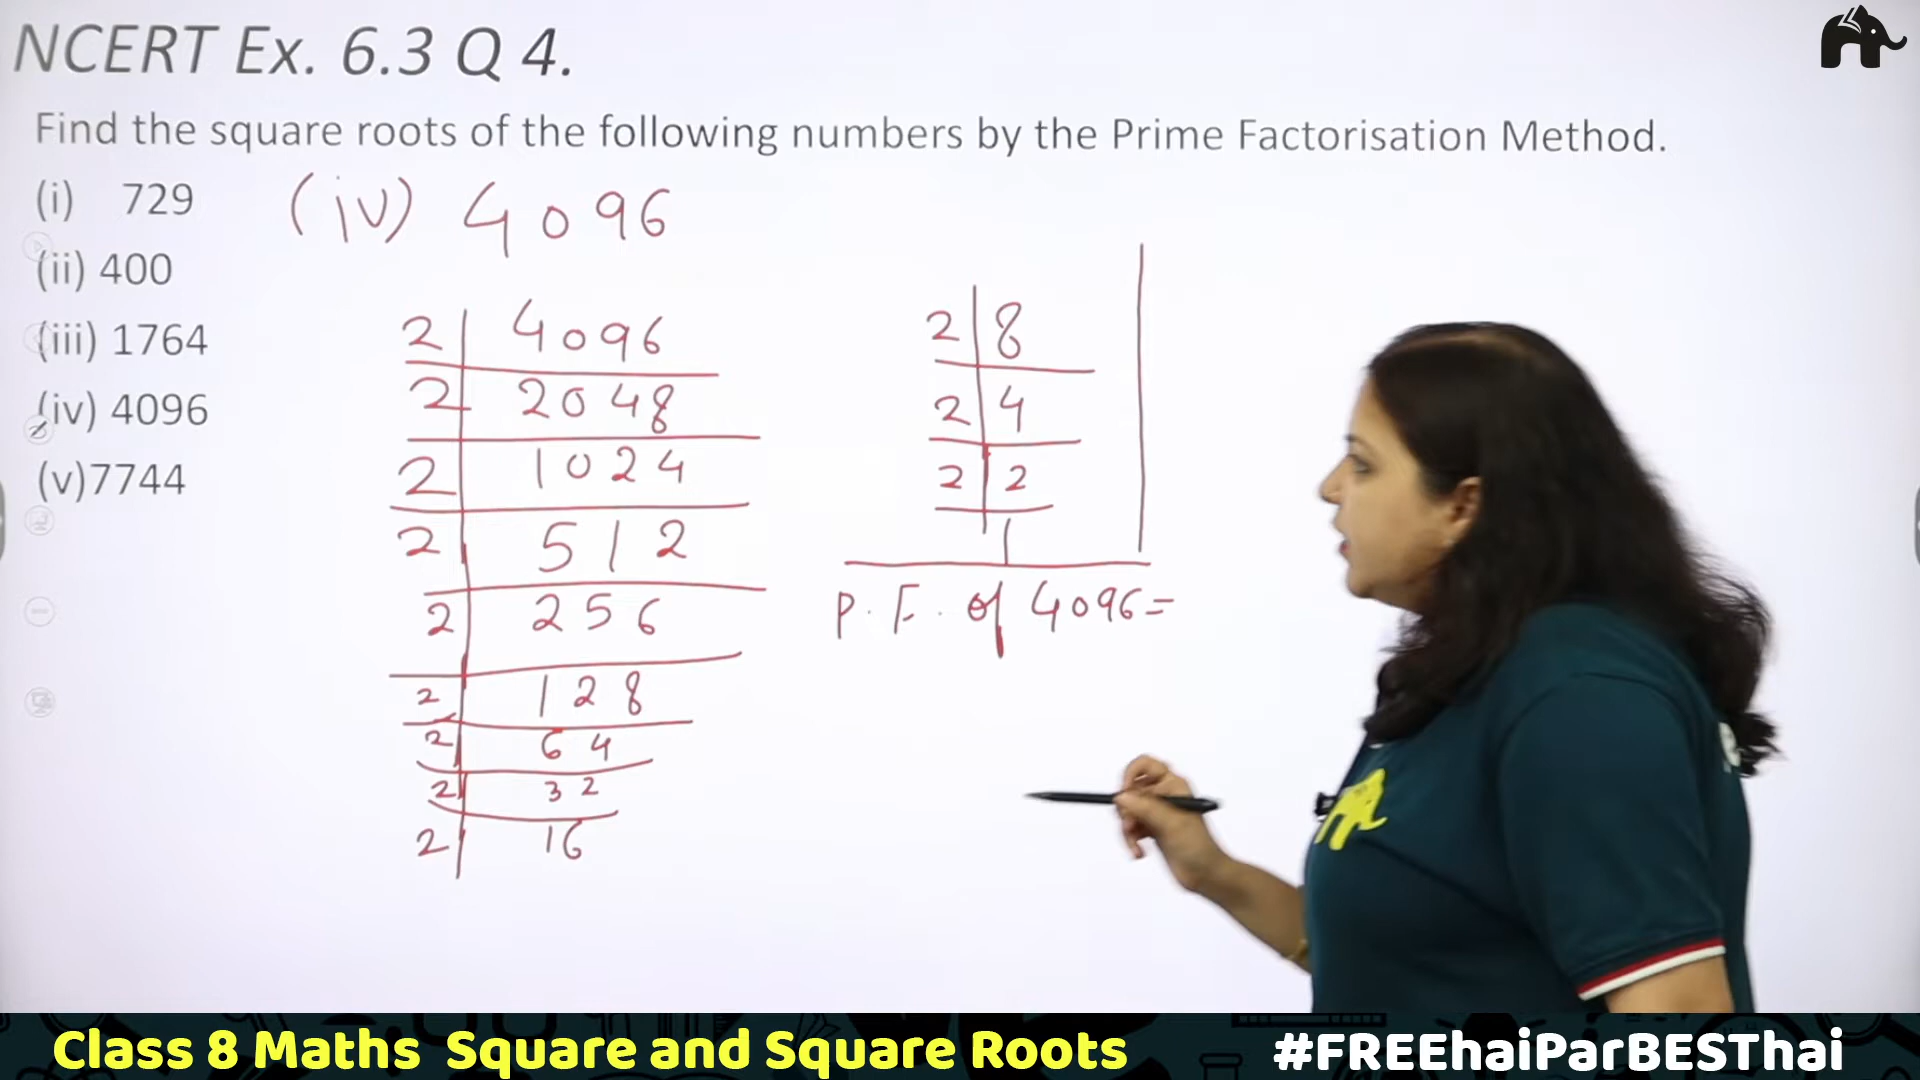 NCERT Ex. 6.3 Q 4.
Find the square roots of the following numbers by the Prime Factorisation Method.
(i) 729
(ii) 400
(iii) 1764
(iv) 4096
(v)7744
(iv) 4096
2 4096
2 2048
2 1024
2 512
2 256
2 128
2 64
2 32
2 16
2 8
2 4
2 2
1
P. F. of 4096=
Class 8 Maths Square and Square Roots
#FREEhaiParBESThai